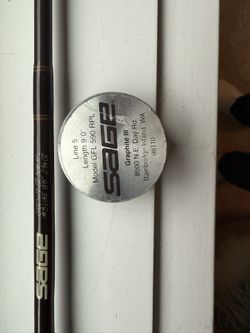 Line 5
Length 9' 0"
Model GFL 590 RPL
SAGE
Graphite III
8500 N.E. Day Rd.
Bainbridge Island, WA
98110
SAGE